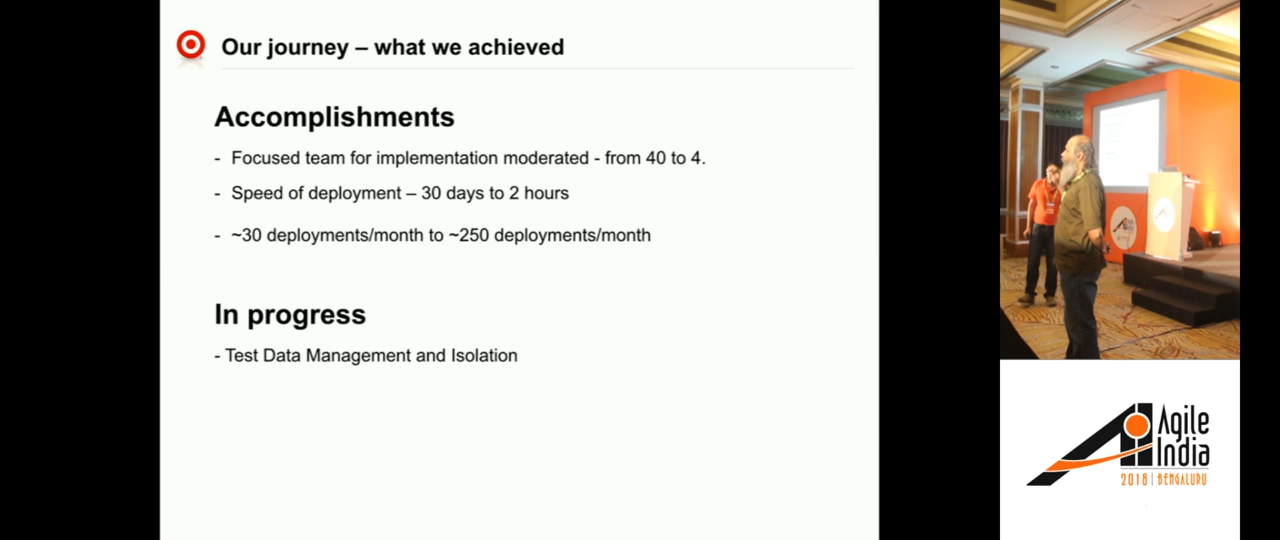 Our journey – what we achieved
Accomplishments
- Focused team for implementation moderated - from 40 to 4.
- Speed of deployment – 30 days to 2 hours
- ~30 deployments/month to ~250 deployments/month
In progress
- Test Data Management and Isolation
Agile
India
2018 | BENGALURU